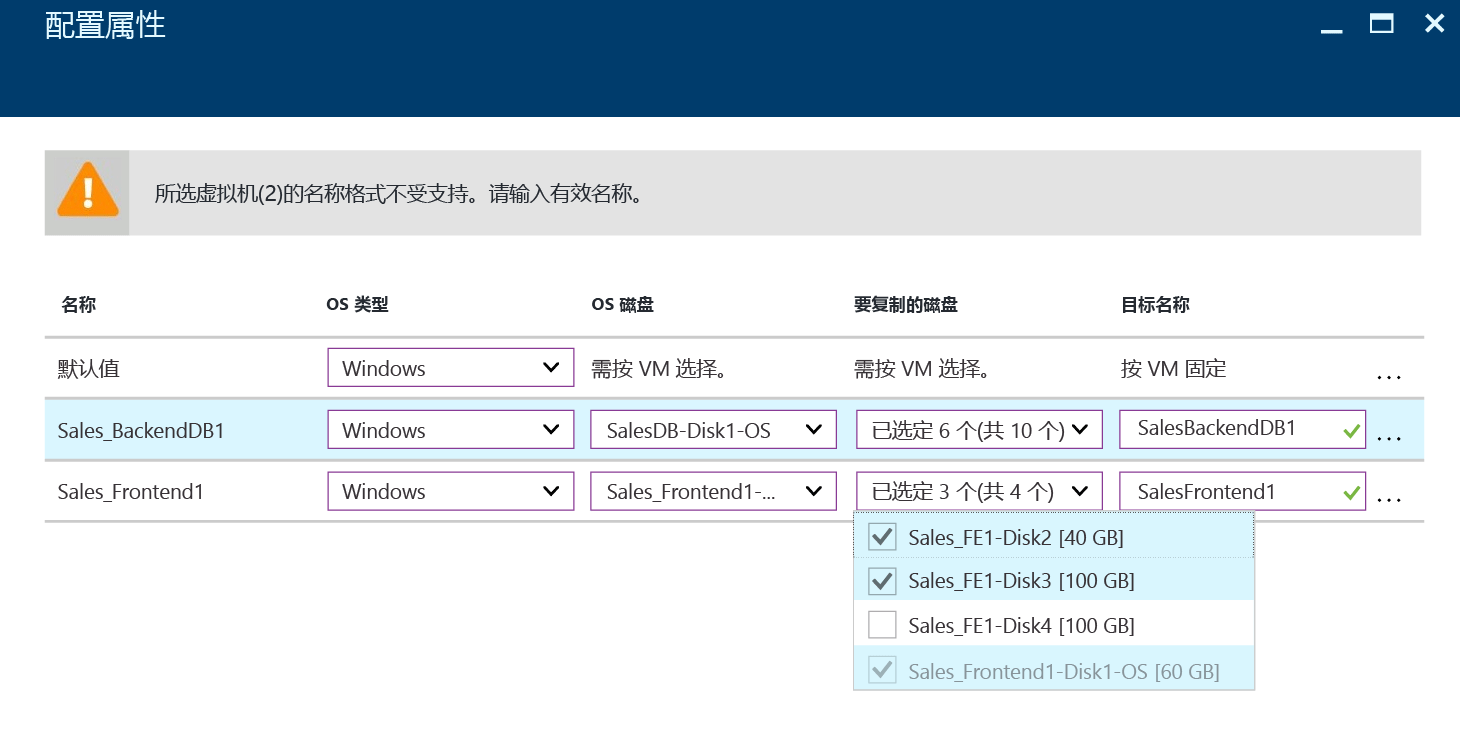 配置属性
所选虚拟机(2)的名称格式不受支持。请输入有效名称。
名称 OS 类型 OS 磁盘 要复制的磁盘 目标名称
默认值 Windows 需按 VM 选择。 需按 VM 选择。 按 VM 固定 ...
Sales_BackendDB1 Windows SalesDB-Disk1-OS 已选定 6 个(共 10 个) SalesBackendDB1 ...
Sales_Frontend1 Windows Sales_Frontend1-... 已选定 3 个(共 4 个) SalesFrontend1 ...
Sales_FE1-Disk2 [40 GB]
Sales_FE1-Disk3 [100 GB]
Sales_FE1-Disk4 [100 GB]
Sales_Frontend1-Disk1-OS [60 GB]